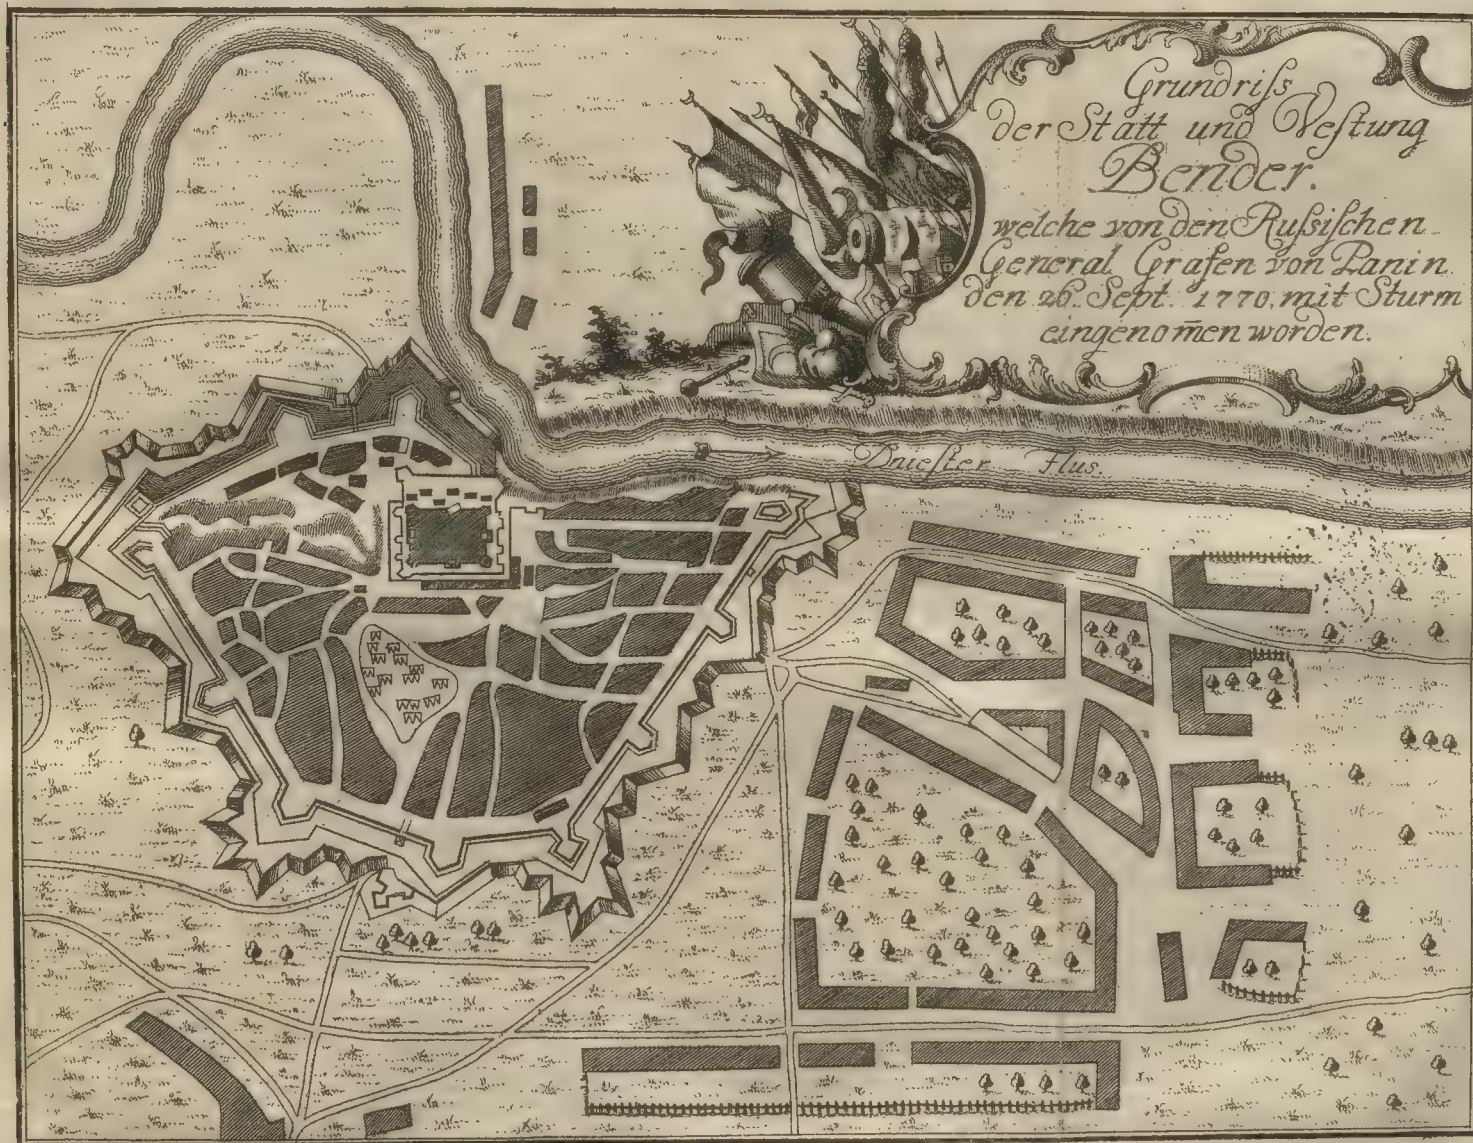 Grundriſs
der Statt und Veſtung
Bender.
welche von den Ruſsiſchen
General Grafen von Panin
den 26. Sept. 1770. mit Sturm
eingenom̄en worden.
Dnieſter Flus.